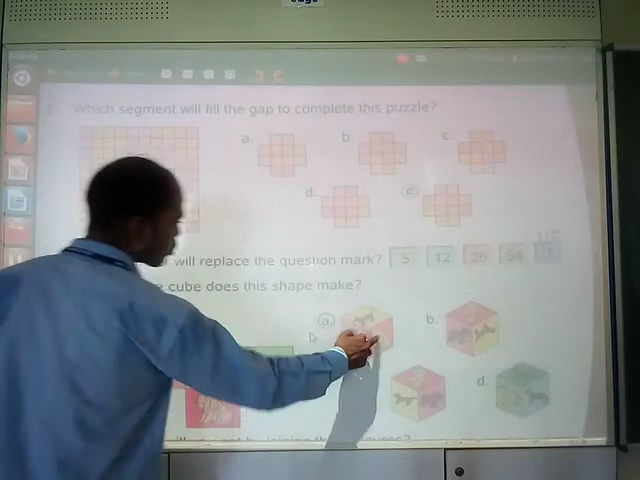 Which segment will fill the gap to complete this puzzle?
a. b. c.
d. e
will replace the question mark? 5 12 26 54 ?
cube does this shape make?
a b.
d.